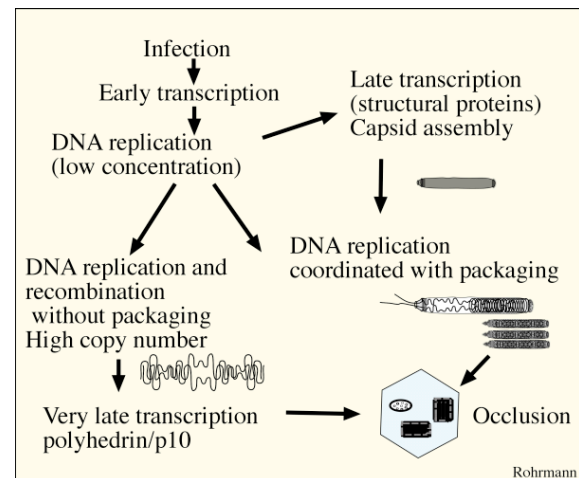 Infection
Early transcription
DNA replication
(low concentration)
Late transcription
(structural proteins)
Capsid assembly
DNA replication
coordinated with packaging
DNA replication and
recombination
without packaging
High copy number
Very late transcription
polyhedrin/p10
Occlusion
Rohrmann